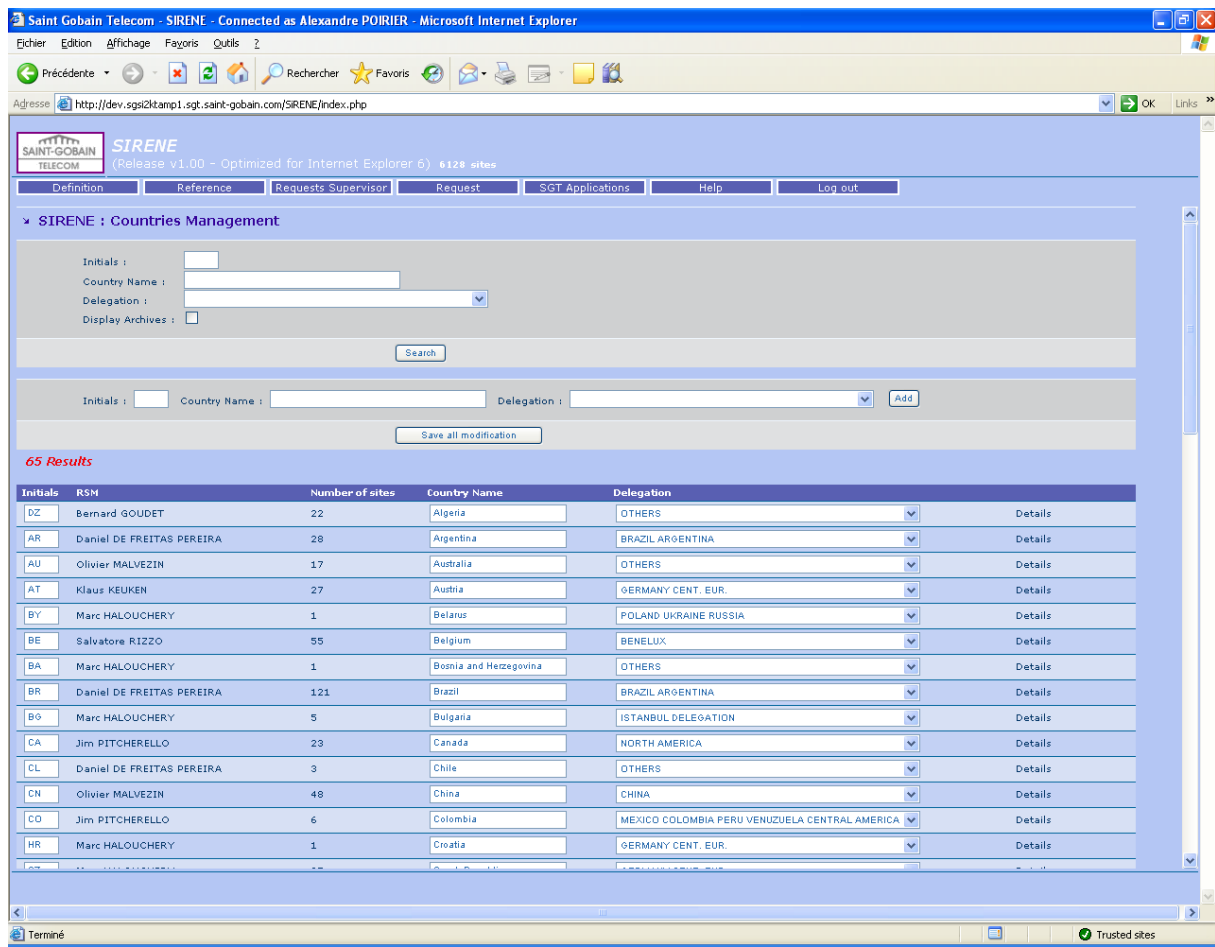 Saint Gobain Telecom - SIRENE - Connected as Alexandre POIRIER - Microsoft Internet Explorer
Fichier Edition Affichage Favoris Outils ?
Précédente Rechercher Favoris
Adresse http://dev.sgsi2ktamp1.sgt.saint-gobain.com/SiRENE/index.php OK Links »
SAINT-GOBAIN
TELECOM
SIRENE
(Release v1.00 - Optimized for Internet Explorer 6) 6128 sites
Definition Reference Requests Supervisor Request SGT Applications Help Log out
SIRENE : Countries Management
Initials :
Country Name :
Delegation :
Display Archives :
Search
Initials : Country Name : Delegation : Add
Save all modification
65 Results
Initials RSM Number of sites Country Name Delegation
DZ Bernard GOUDET 22 Algeria OTHERS Details
AR Daniel DE FREITAS PEREIRA 28 Argentina BRAZIL ARGENTINA Details
AU Olivier MALVEZIN 17 Australia OTHERS Details
AT Klaus KEUKEN 27 Austria GERMANY CENT. EUR. Details
BY Marc HALOUCHERY 1 Belarus POLAND UKRAINE RUSSIA Details
BE Salvatore RIZZO 55 Belgium BENELUX Details
BA Marc HALOUCHERY 1 Bosnia and Herzegovina OTHERS Details
BR Daniel DE FREITAS PEREIRA 121 Brazil BRAZIL ARGENTINA Details
BG Marc HALOUCHERY 5 Bulgaria ISTANBUL DELEGATION Details
CA Jim PITCHERELLO 23 Canada NORTH AMERICA Details
CL Daniel DE FREITAS PEREIRA 3 Chile OTHERS Details
CN Olivier MALVEZIN 48 China CHINA Details
CO Jim PITCHERELLO 6 Colombia MEXICO COLOMBIA PERU VENUZUELA CENTRAL AMERICA Details
HR Marc HALOUCHERY 1 Croatia GERMANY CENT. EUR. Details
Terminé Trusted sites